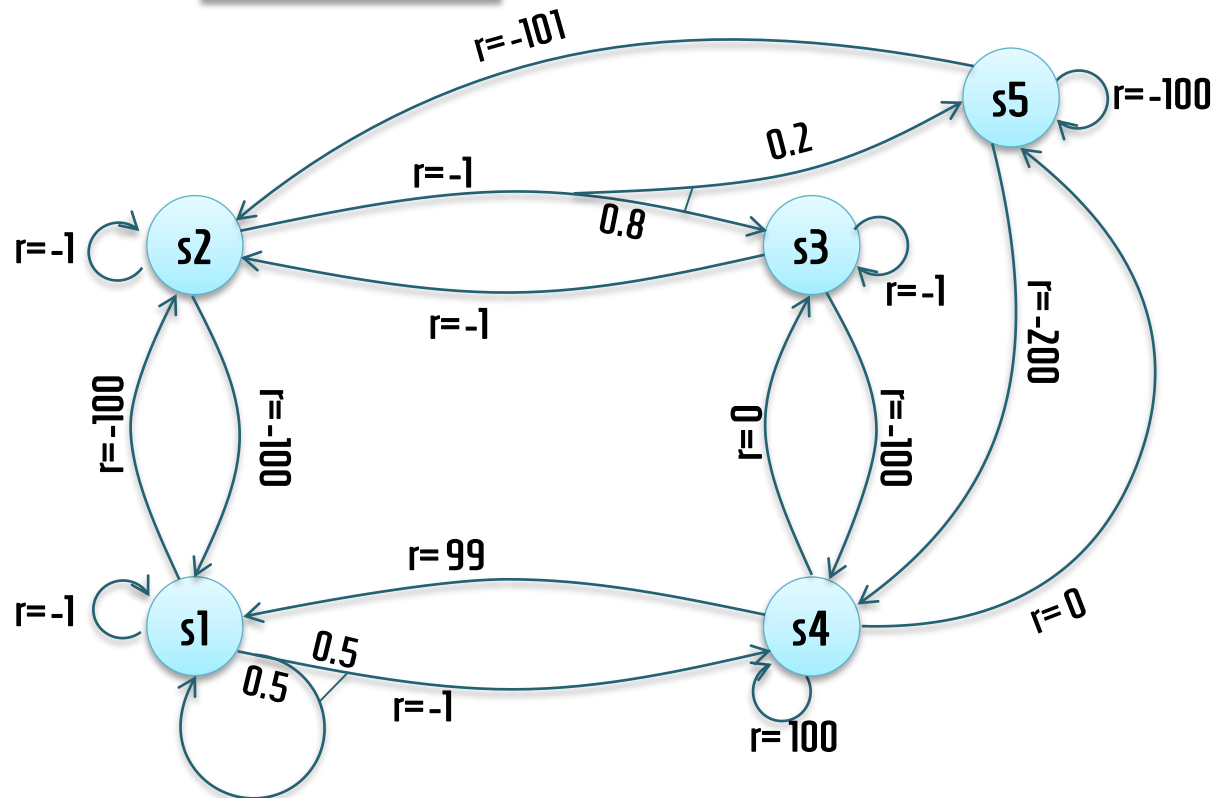 r= -101
s5
r= -100
0.2
r= -1
0.8
s2
s3
r= -1
r= -1
r= -1
r= -200
r= -100
r= -100
r= 0
r= -100
r= 99
r= 0
r= -1
s1
0.5
0.5
s4
r= -1
r= 100